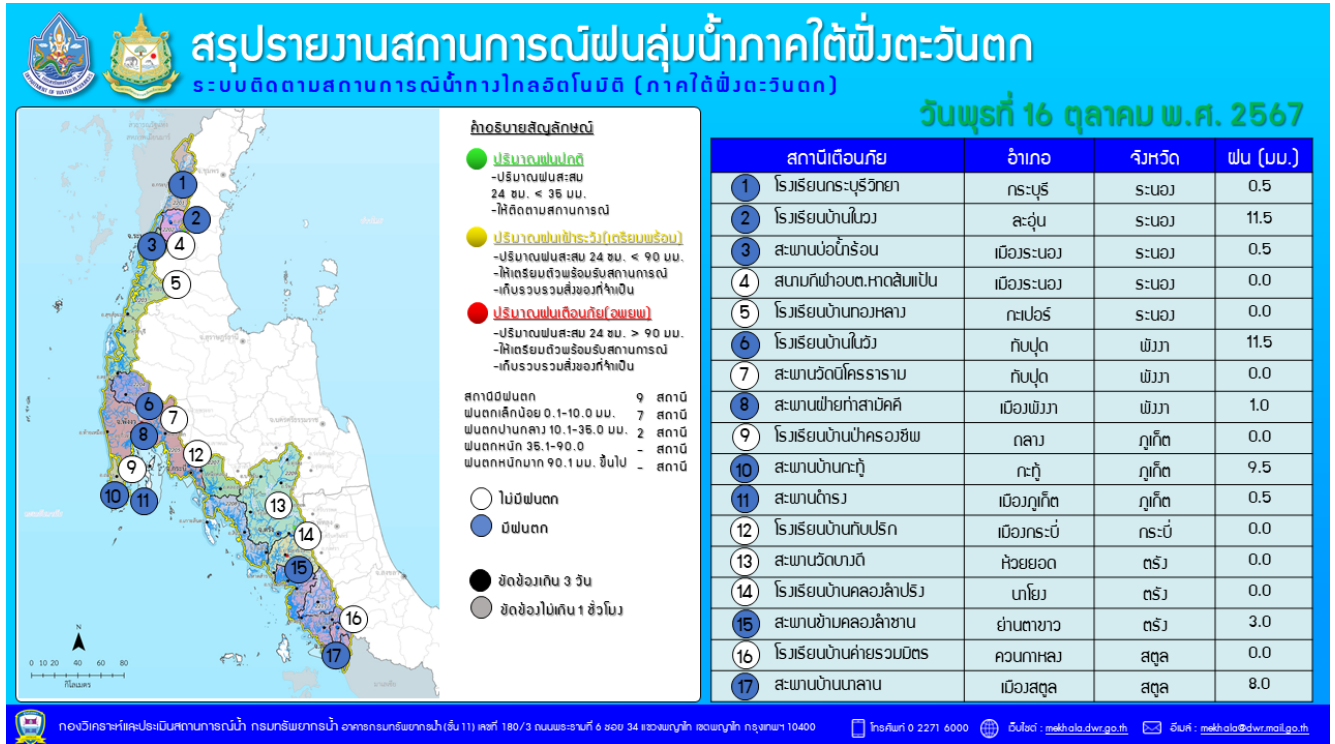 สรุปรายงานสถานการณ์ฝนลุ่มน้ำภาคใต้ฝั่งตะวันตก
ระบบติดตามสถานการณ์น้ำทางไกลอัตโนมัติ (ภาคใต้ฝั่งตะวันตก)
วันพุธที่ 16 ตุลาคม พ.ศ. 2567
คำอธิบายสัญลักษณ์
ปริมาณฝนปกติ
-ปริมาณฝนสะสม
24 ชม. < 35 มม.
-ให้ติดตามสถานการณ์
ปริมาณฝนเฝ้าระวัง(เตรียมพร้อม)
-ปริมาณฝนสะสม 24 ชม. < 90 มม.
-ให้เตรียมตัวพร้อมรับสถานการณ์
-เก็บรวบรวมสิ่งของที่จำเป็น
ปริมาณฝนเตือนภัย(อพยพ)
-ปริมาณฝนสะสม 24 ชม. > 90 มม.
-ให้เตรียมตัวพร้อมรับสถานการณ์
-เก็บรวบรวมสิ่งของที่จำเป็น
สถานีมีฝนตก 9 สถานี
ฝนตกเล็กน้อย 0.1-10.0 มม. 7 สถานี
ฝนตกปานกลาง 10.1-35.0 มม. 2 สถานี
ฝนตกหนัก 35.1-90.0 - สถานี
ฝนตกหนักมาก 90.1 มม. ขึ้นไป - สถานี
ไม่มีฝนตก
มีฝนตก
ขัดข้องเกิน 3 วัน
ขัดข้องไม่เกิน 1 ชั่วโมง
1
2
3 4
5
6
7
8
12
9
10 11
13
14
15
16
17
N
0 10 20 40 60 80
กิโลเมตร
สถานีเตือนภัย อำเภอ จังหวัด ฝน (มม.)
1 โรงเรียนกระบุรีวิทยา กระบุรี ระนอง 0.5
2 โรงเรียนบ้านในวง ละอุ่น ระนอง 11.5
3 สะพานบ่อน้ำร้อน เมืองระนอง ระนอง 0.5
4 สนามกีฬาอบต.หาดส้มแป้น เมืองระนอง ระนอง 0.0
5 โรงเรียนบ้านทองหลาง กะเปอร์ ระนอง 0.0
6 โรงเรียนบ้านในวัง ทับปุด พังงา 11.5
7 สะพานวัดนิโครธาราม ทับปุด พังงา 0.0
8 สะพานฝ่ายท่าสามัคคี เมืองพังงา พังงา 1.0
9 โรงเรียนบ้านป่าครองชีพ ถลาง ภูเก็ต 0.0
10 สะพานบ้านกะทู้ กะทู้ ภูเก็ต 9.5
11 สะพานดำรง เมืองภูเก็ต ภูเก็ต 0.5
12 โรงเรียนบ้านทับปริก เมืองกระบี่ กระบี่ 0.0
13 สะพานวัดบางดี ห้วยยอด ตรัง 0.0
14 โรงเรียนบ้านคลองลำปริง นาโยง ตรัง 0.0
15 สะพานข้ามคลองลำชาน ย่านตาขาว ตรัง 3.0
16 โรงเรียนบ้านค่ายรวมมิตร ควนกาหลง สตูล 0.0
17 สะพานบ้านนาลาน เมืองสตูล สตูล 8.0
กองวิเคราะห์และประเมินสถานการณ์น้ำ กรมทรัพยากรน้ำ อาคารกรมทรัพยากรน้ำ(ชั้น 11) เลขที่ 180/3 ถนนพระรามที่ 6 ซอย 34 แขวงพญาไท เขตพญาไท กรุงเทพฯ 10400 โทรศัพท์ 0 2271 6000 เว็บไซต์ : mekhala.dwr.go.th อีเมล์ : mekhala@dwr.mail.go.th